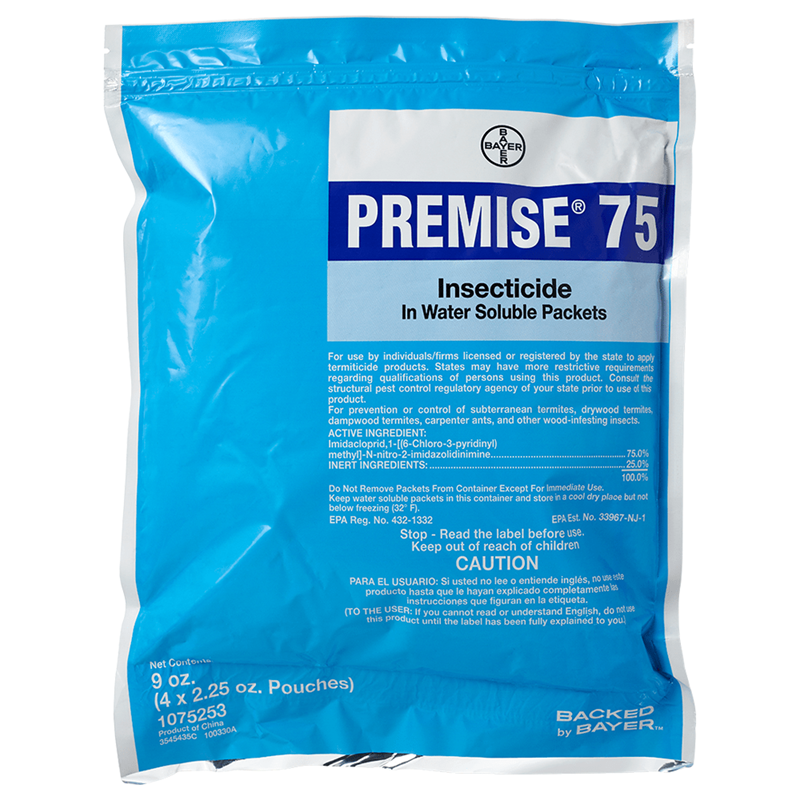 BAYER
BAYER
PREMISE® 75
Insecticide
In Water Soluble Packets
For use by individuals/firms licensed or registered by the state to apply
termiticide products. States may have more restrictive requirements
regarding qualifications of persons using this product. Consult the
structural pest control regulatory agency of your state prior to use of this
product.
For prevention or control of subterranean termites, drywood termites,
dampwood termites, carpenter ants, and other wood-infesting insects.
ACTIVE INGREDIENT:
Imidacloprid,1-[(6-Chloro-3-pyridinyl)
methyl]-N-nitro-2-imidazolidinimine....................................75.0%
INERT INGREDIENTS:......................................................25.0%
100.0%
Do Not Remove Packets From Container Except For Immediate Use.
Keep water soluble packets in this container and store in a cool dry place but not
below freezing (32° F).
EPA Reg. No. 432-1332 EPA Est. No. 33967-NJ-1
Stop - Read the label before use.
Keep out of reach of children
CAUTION
PARA EL USUARIO: Si usted no lee o entiende inglés, no use este
producto hasta que le hayan explicado completamente las
instrucciones que figuran en la etiqueta.
(TO THE USER: If you cannot read or understand English, do not use
this product until the label has been fully explained to you.)
Net Contents
9 oz.
(4 x 2.25 oz. Pouches)
1075253
Product of China
3545435C 100330A
BACKED
by BAYER™